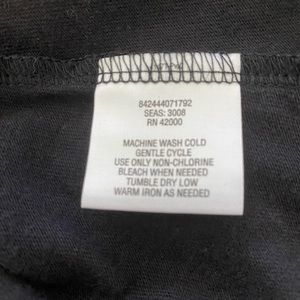 842444071792
SEAS: 3008
RN 42000
MACHINE WASH COLD
GENTLE CYCLE
USE ONLY NON-CHLORINE
BLEACH WHEN NEEDED
TUMBLE DRY LOW
WARM IRON AS NEEDED